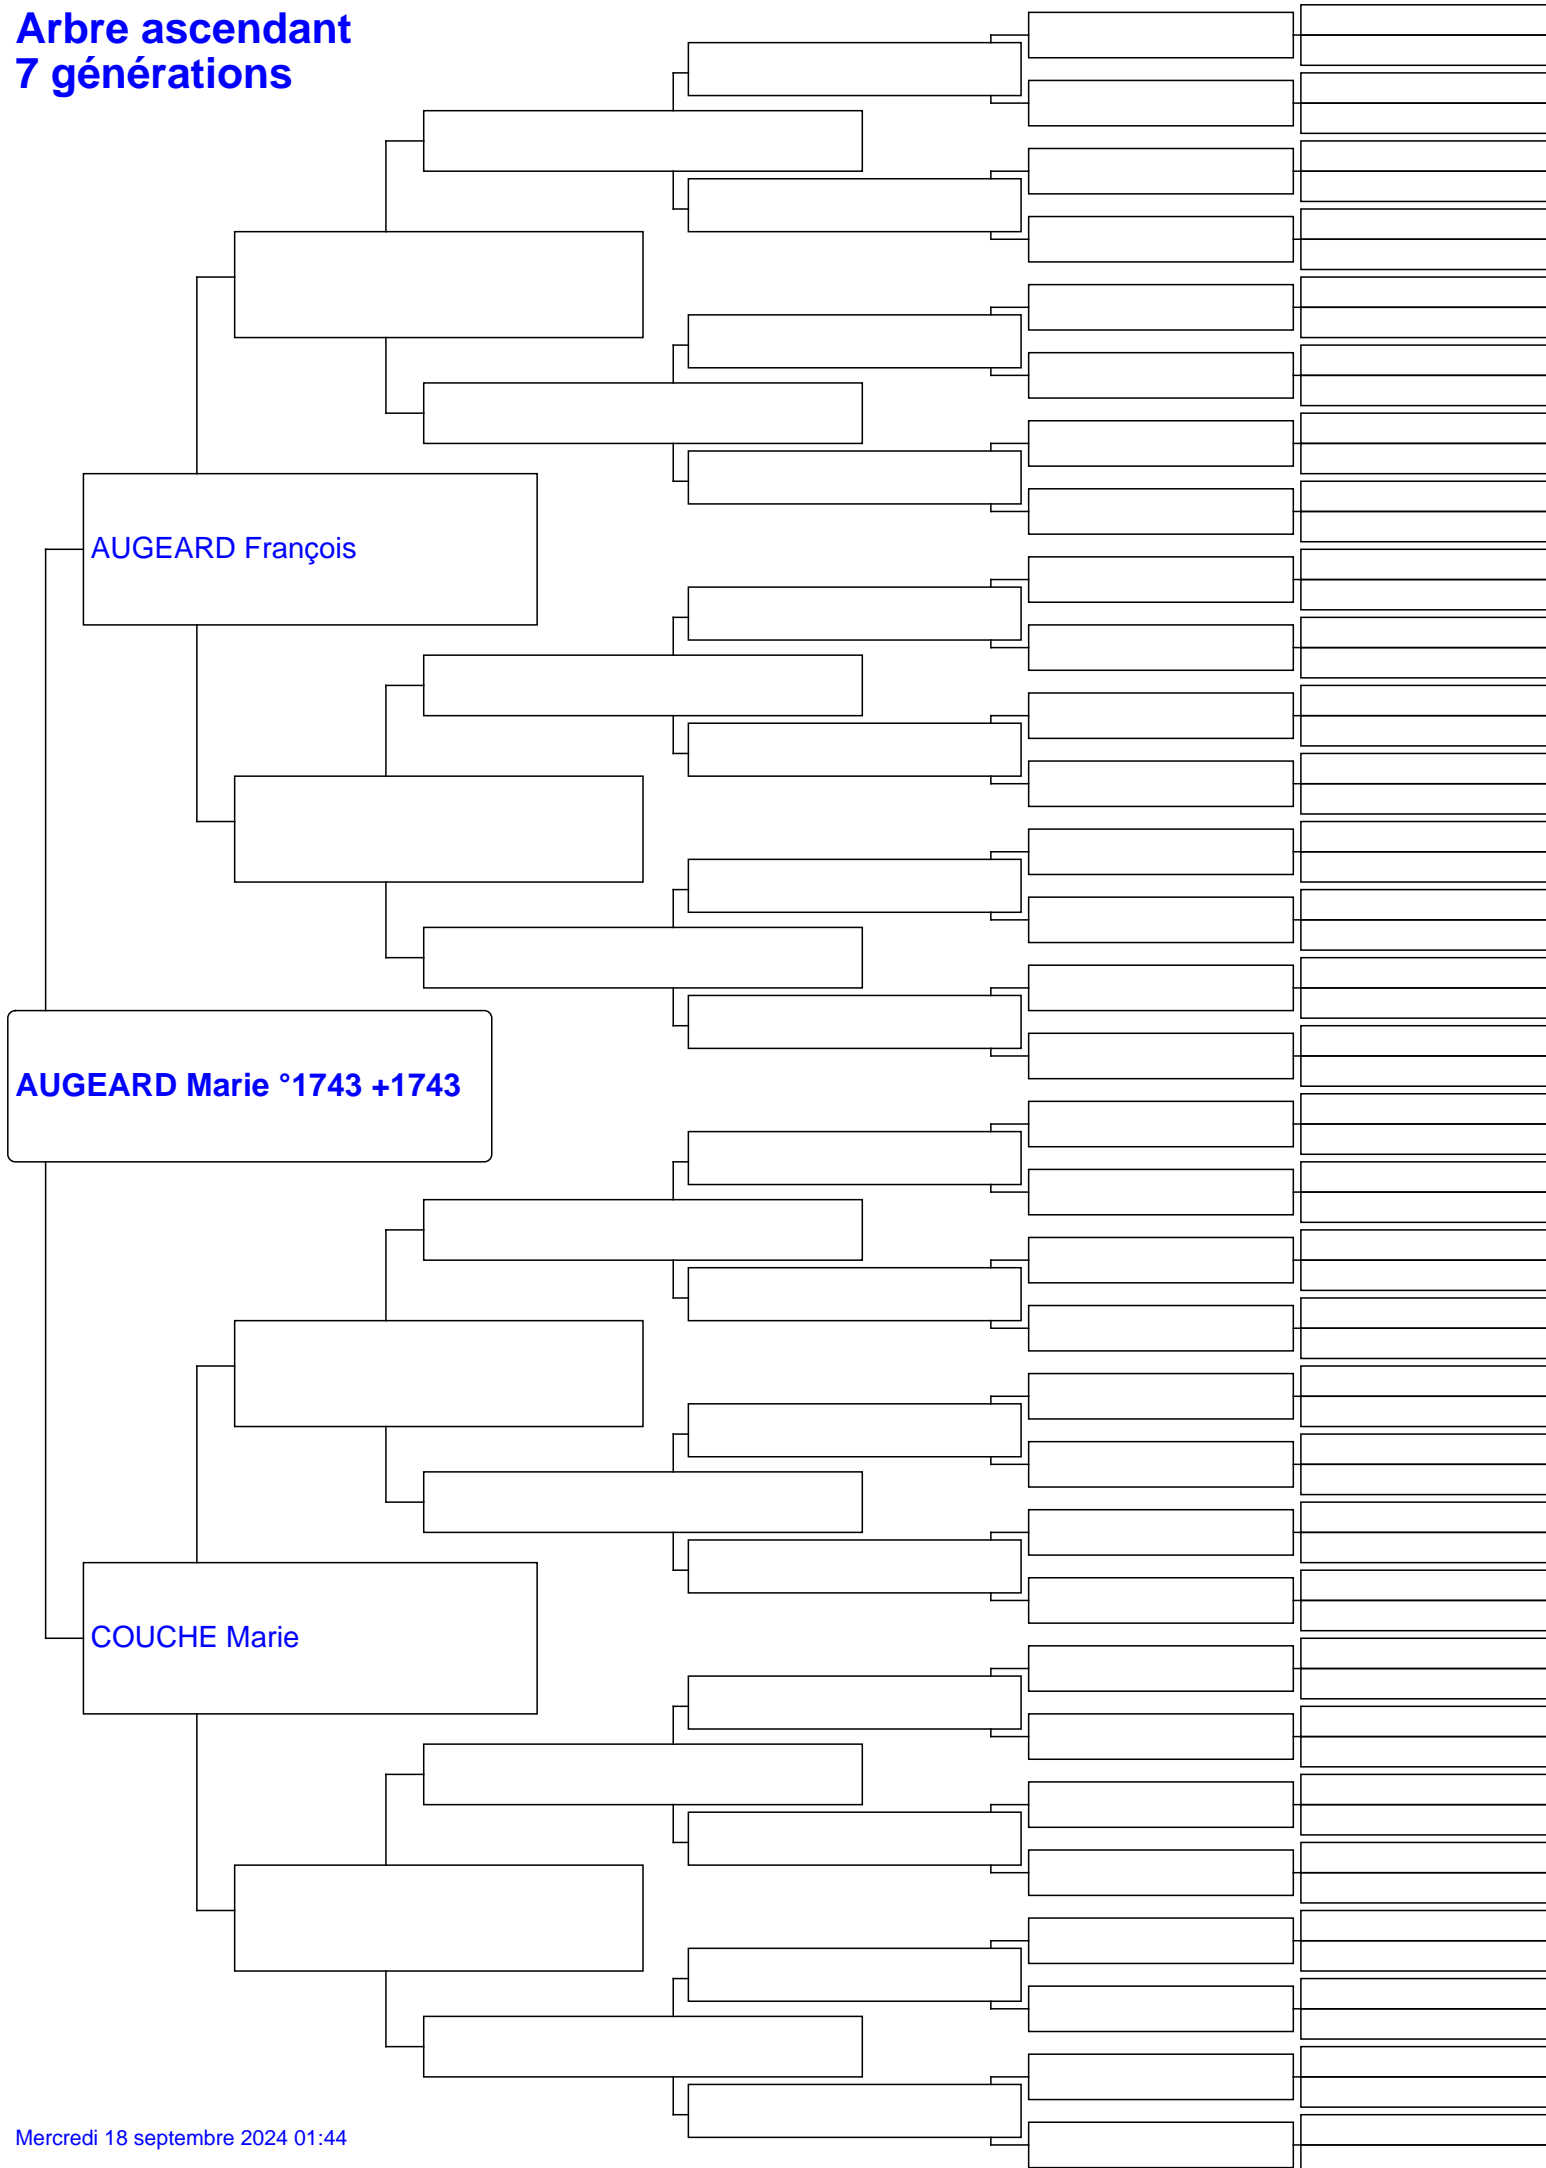 Arbre ascendant
7 générations
AUGEARD François
AUGEARD Marie °1743 +1743
COUCHE Marie
Mercredi 18 septembre 2024 01:44